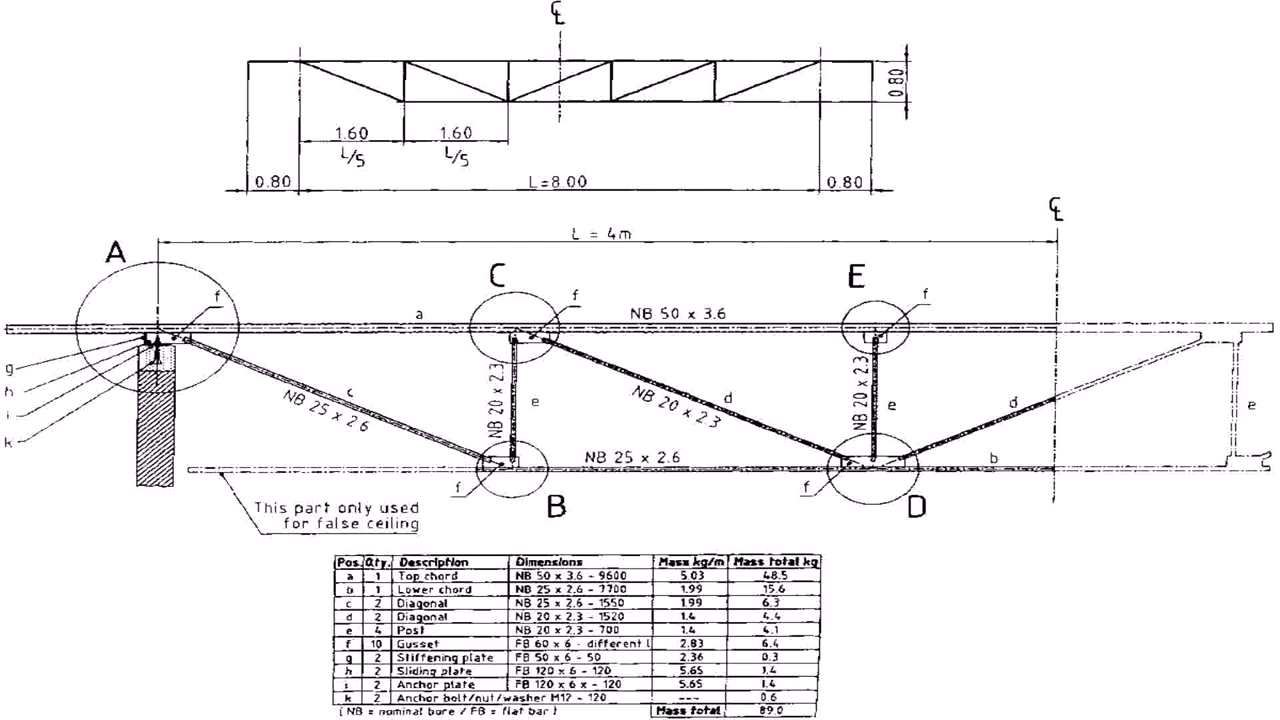 ℄
0.80
1.60
1.60
L/5
L/5
0.80
L=8.00
0.80
℄
L = 4m
A
C
E
f
f
f
a
NB 50 x 3.6
g
h
i
k
c
NB 25 x 2.6
NB 20 x 2.3
e
d
NB 20 x 2.3
NB 20 x 2.3
e
d
e
NB 25 x 2.6
b
f
f
B
D
This part only used
for false ceiling
Pos. Qty. Description Dimensions Mass kg/m Mass total kg
a 1 Top chord NB 50 x 3.6 - 9600 5.03 48.5
b 1 Lower chord NB 25 x 2.6 - 7700 1.99 15.6
c 2 Diagonal NB 25 x 2.6 - 1550 1.99 6.3
d 2 Diagonal NB 20 x 2.3 - 1520 1.4 4.4
e 4 Post NB 20 x 2.3 - 700 1.4 4.1
f 10 Gusset FB 60 x 6 - different l 2.83 6.4
g 2 Stiffening plate FB 50 x 6 - 50 2.36 0.3
h 2 Sliding plate FB 120 x 6 - 120 5.65 1.4
i 2 Anchor plate FB 120 x 6 x - 120 5.65 1.4
k 2 Anchor bolt/nut/washer M12 - 120 --- 0.6
( NB = nominal bore / FB = flat bar ) Mass total 89.0